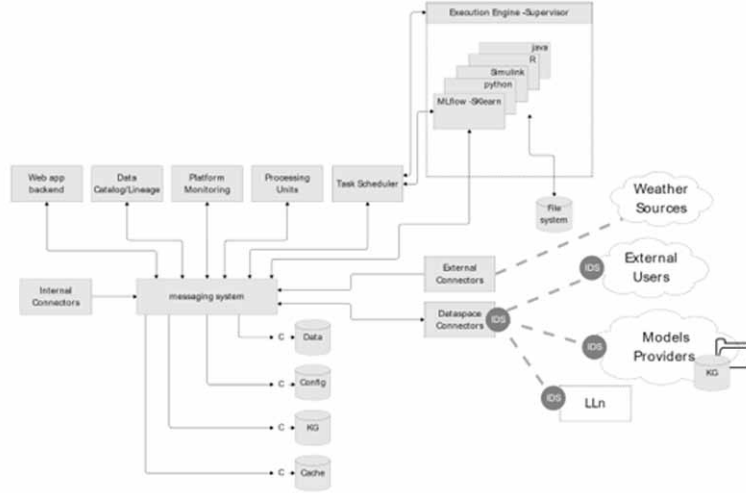 Execution Engine -Supervisor
java
R
Simulink
python
MLflow -SKlearn
Web app
backend
Data
Catalog/Lineage
Platform
Monitoring
Processing
Units
Task Scheduler
File
system
Weather
Sources
External
Connectors
IDS
External
Users
Internal
Connectors
messaging system
Dataspace
Connectors
IDS
C
Data
IDS
Models
Providers
KG
C
Config
IDS
LLn
C
KG
C
Cache